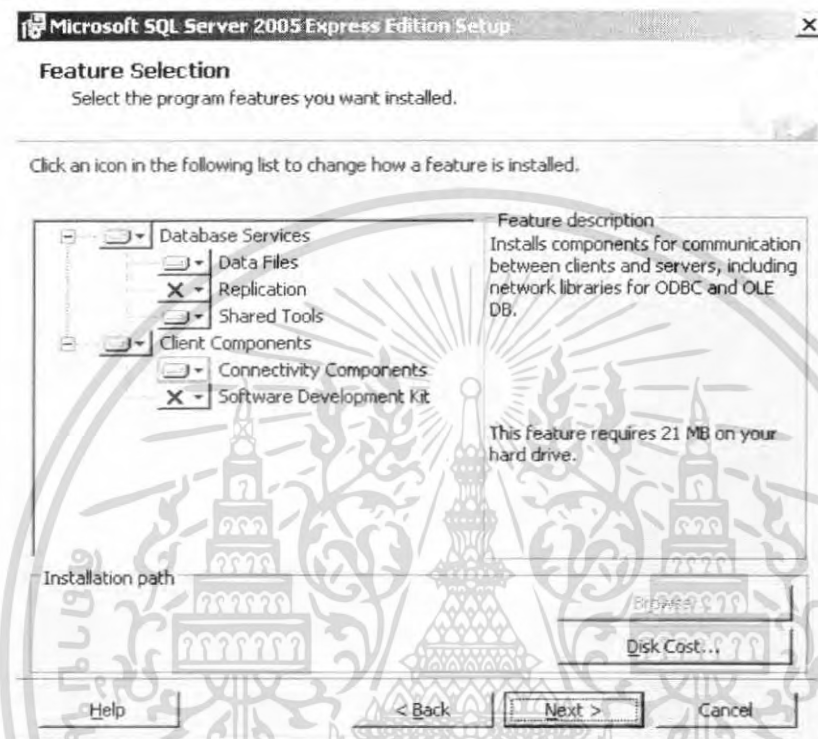 Microsoft SQL Server 2005 Express Edition Setup
Feature Selection
Select the program features you want installed.
Click an icon in the following list to change how a feature is installed.
Database Services
Data Files
Replication
Shared Tools
Client Components
Connectivity Components
Software Development Kit
Feature description
Installs components for communication
between clients and servers, including
network libraries for ODBC and OLE
DB.
This feature requires 21 MB on your
hard drive.
Installation path
Browse...
Disk Cost...
Help
< Back
Next >
Cancel